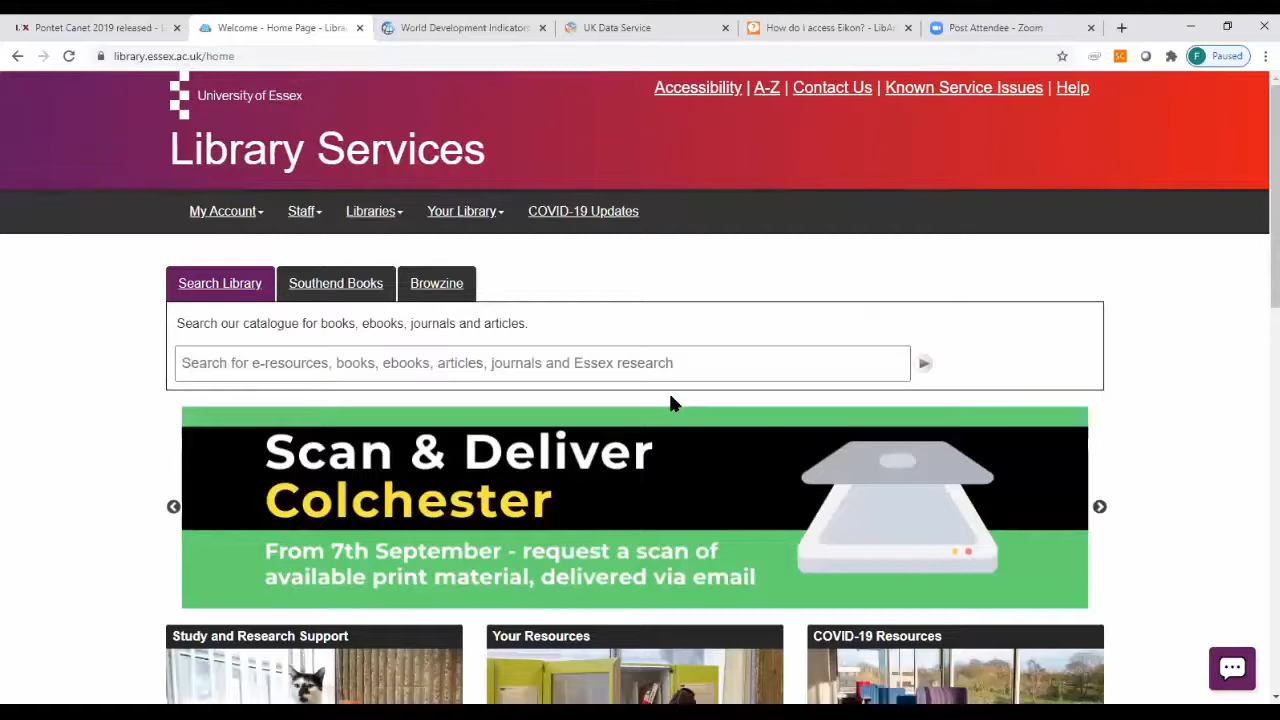 Pontet Canet 2019 released - L
Welcome - Home Page - Librar
World Development Indicators
UK Data Service
How do I access Eikon? - LibA
Post Attendee - Zoom
library.essex.ac.uk/home
F Paused
University of Essex
Accessibility | A-Z | Contact Us | Known Service Issues | Help
Library Services
My Account Staff Libraries Your Library COVID-19 Updates
Search Library Southend Books Browzine
Search our catalogue for books, ebooks, journals and articles.
Search for e-resources, books, ebooks, articles, journals and Essex research
Scan & Deliver
Colchester
From 7th September - request a scan of
available print material, delivered via email
Study and Research Support
Your Resources
COVID-19 Resources